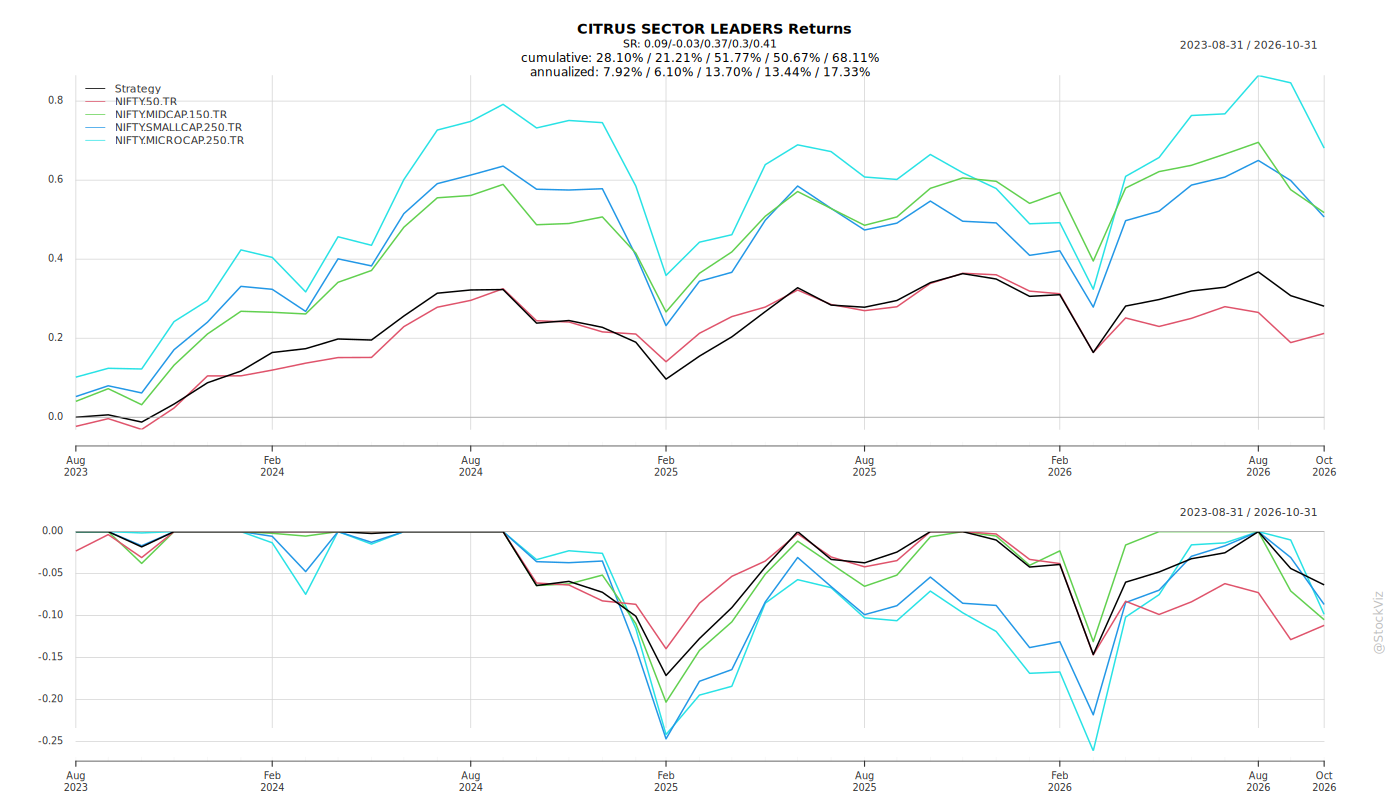 CITRUS SECTOR LEADERS Returns
SR: 0.09/-0.03/0.37/0.3/0.41
cumulative: 28.10% / 21.21% / 51.77% / 50.67% / 68.11%
annualized: 7.92% / 6.10% / 13.70% / 13.44% / 17.33%
2023-08-31 / 2026-10-31
Strategy
NIFTY.50.TR
NIFTY.MIDCAP.150.TR
NIFTY.SMALLCAP.250.TR
NIFTY.MICROCAP.250.TR
0.8
0.6
0.4
0.2
0.0
Aug 2023
Feb 2024
Aug 2024
Feb 2025
Aug 2025
Feb 2026
Aug 2026
Oct 2026
2023-08-31 / 2026-10-31
0.00
-0.05
-0.10
-0.15
-0.20
-0.25
Aug 2023
Feb 2024
Aug 2024
Feb 2025
Aug 2025
Feb 2026
Aug 2026
Oct 2026
@StockViz